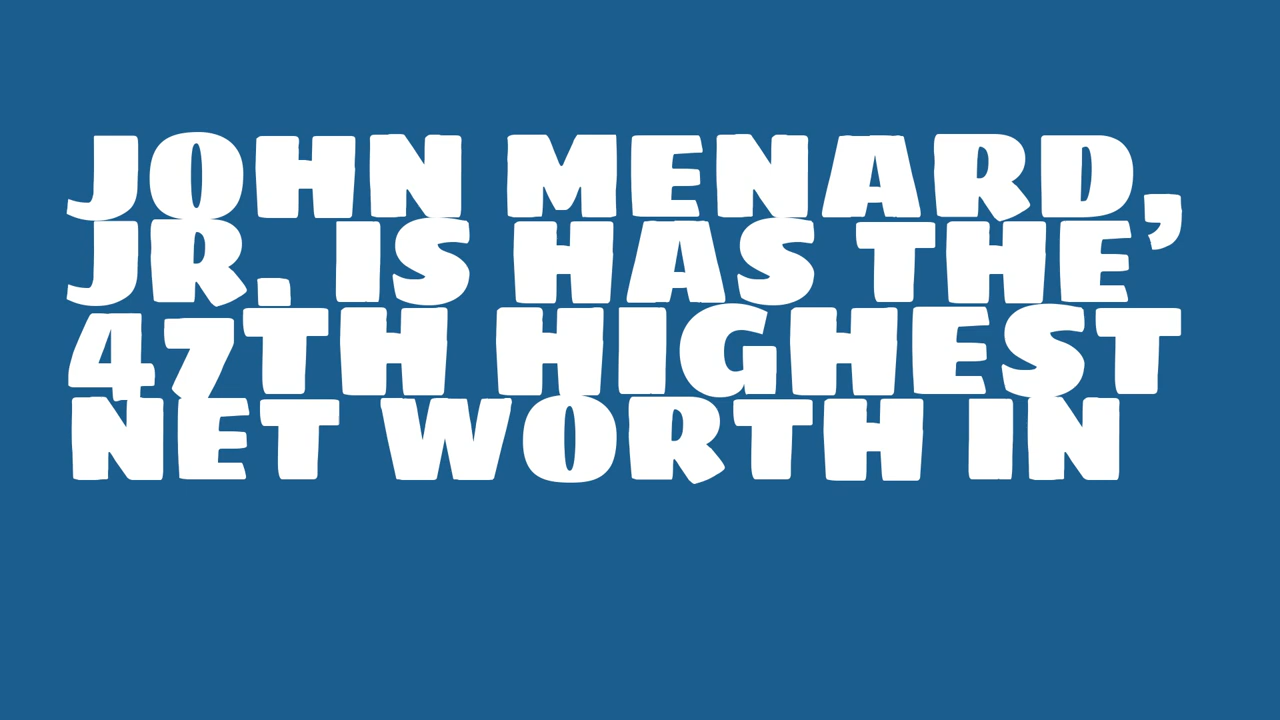 JOHN MENARD,
JR. IS HAS THE
47TH HIGHEST
NET WORTH IN